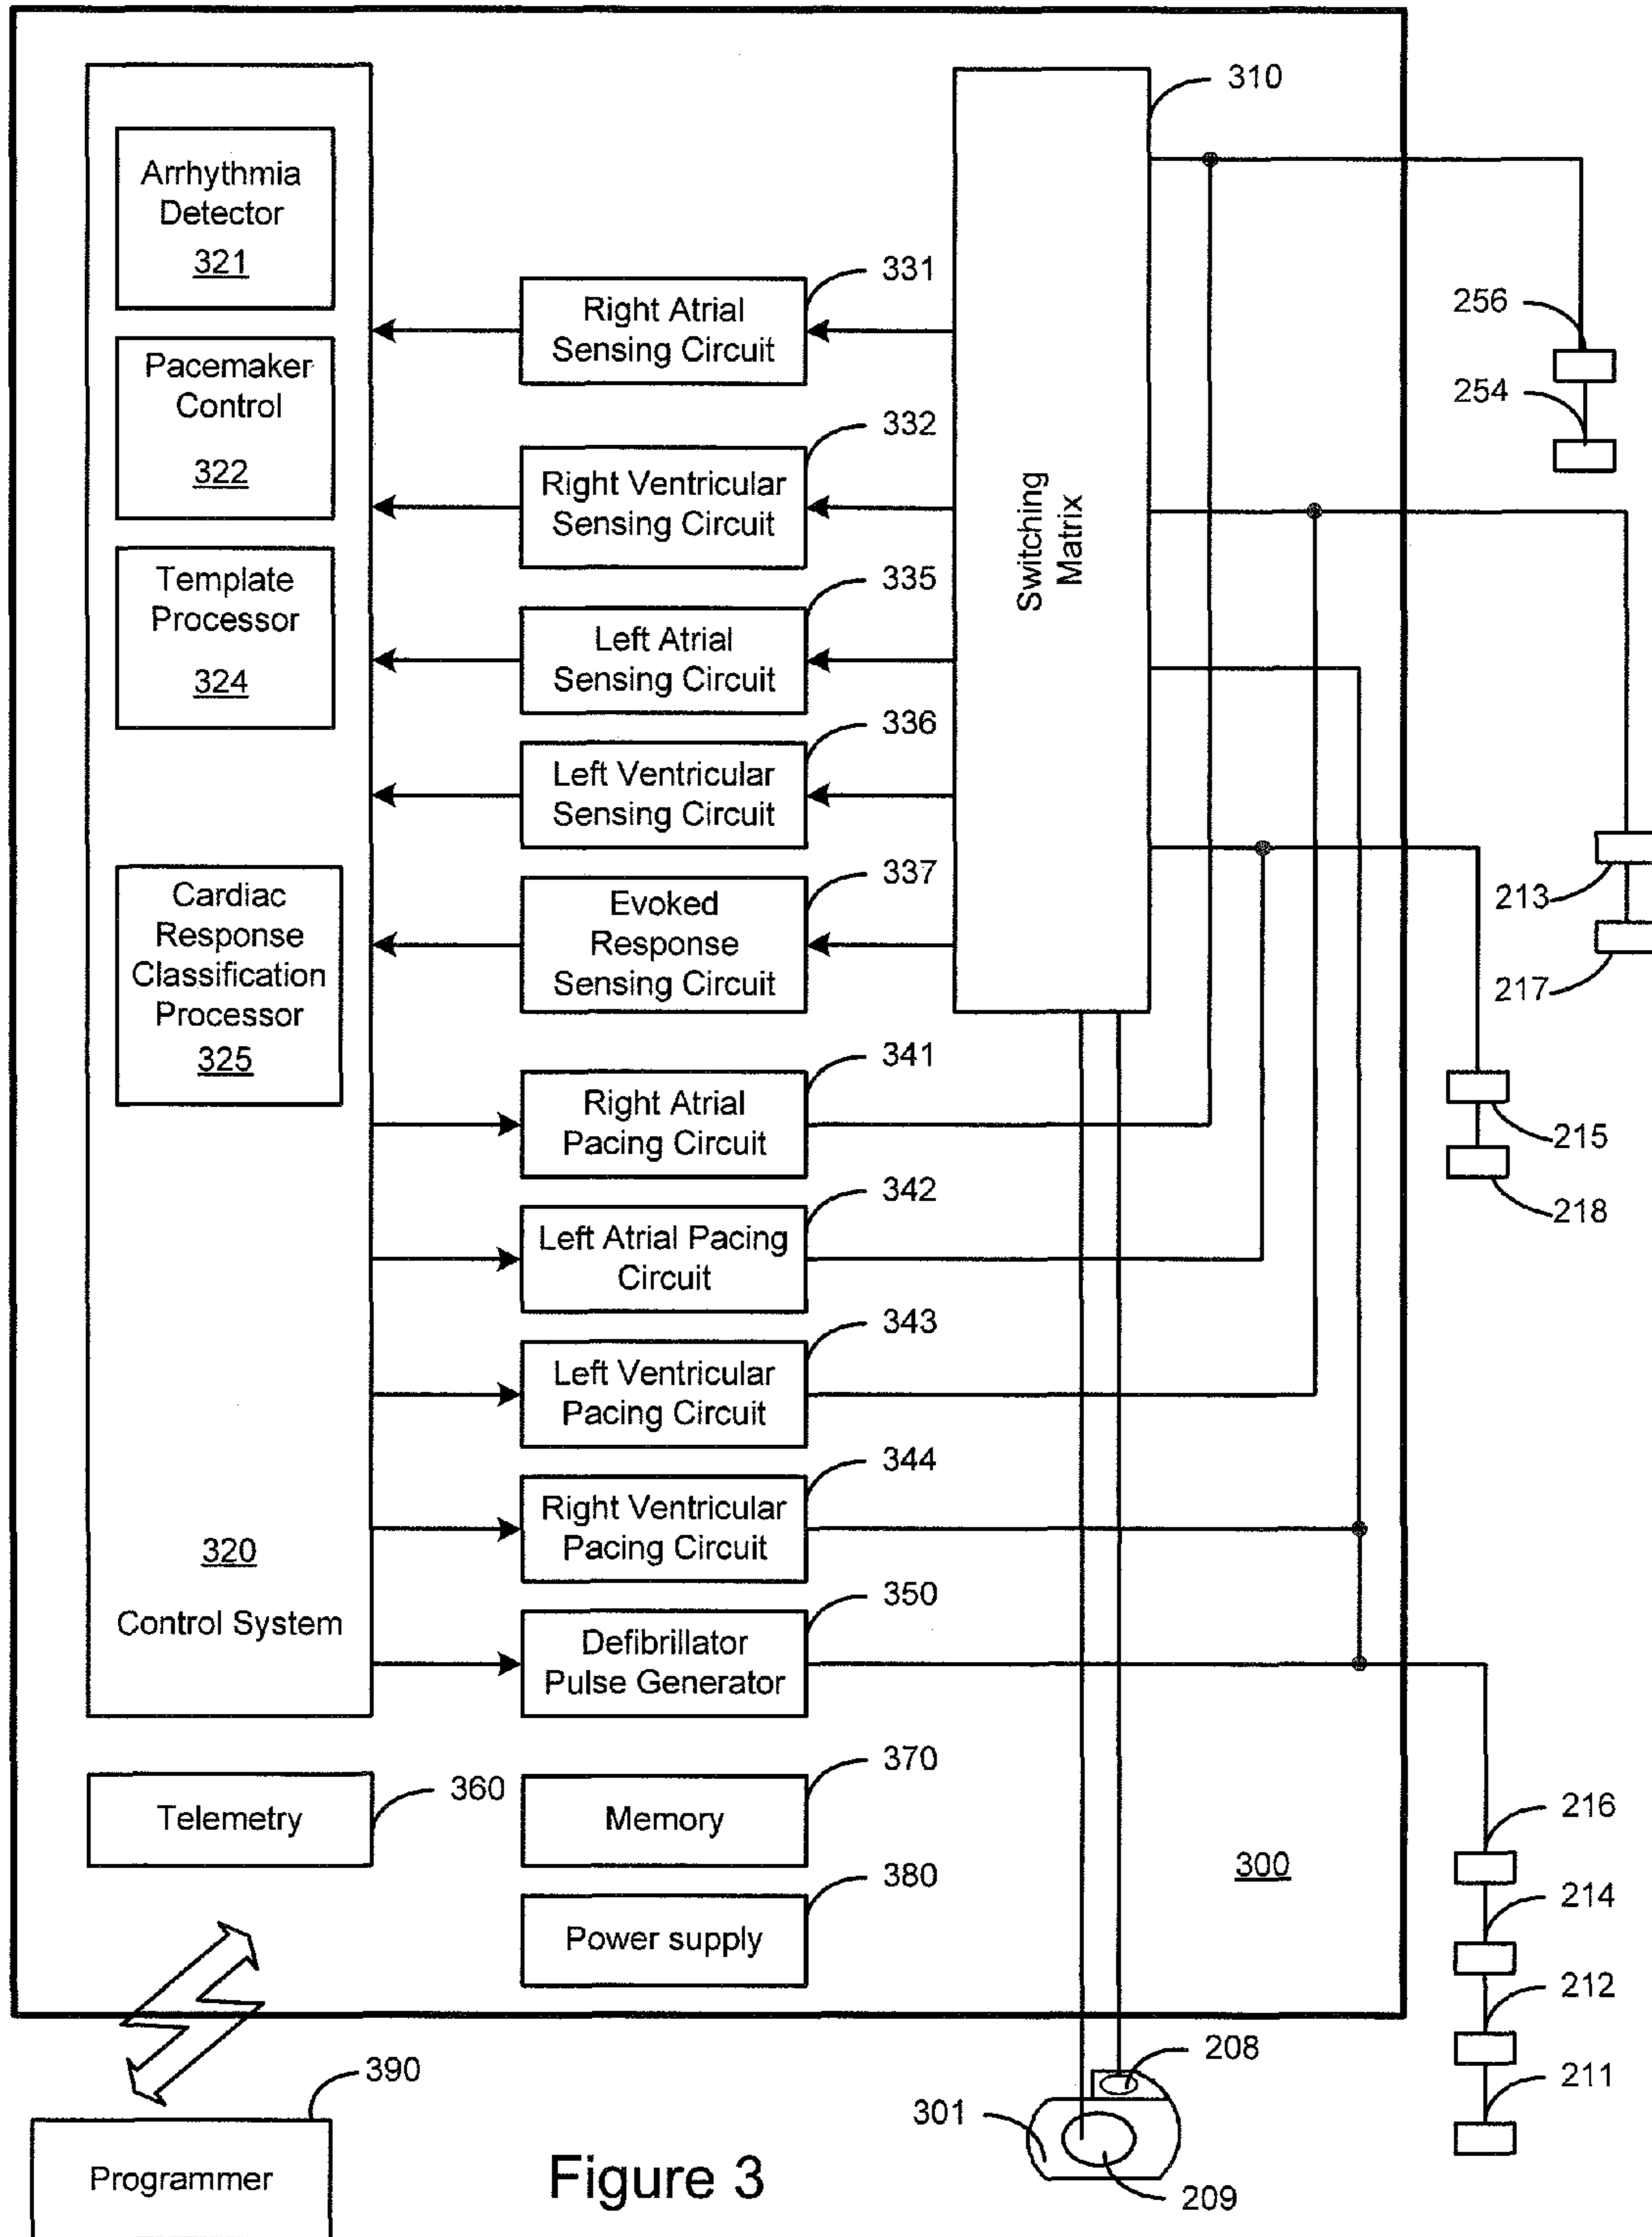 310
Arrhythmia
Detector
321
331
Right Atrial
Sensing Circuit
256
Pacemaker
Control
322
254
332
Right Ventricular
Sensing Circuit
Switching
Matrix
Template
Processor
324
335
Left Atrial
Sensing Circuit
336
Left Ventricular
Sensing Circuit
213
217
Cardiac
Response
Classification
Processor
325
337
Evoked
Response
Sensing Circuit
341
Right Atrial
Pacing Circuit
215
218
342
Left Atrial Pacing
Circuit
343
Left Ventricular
Pacing Circuit
344
Right Ventricular
Pacing Circuit
320
Control System
350
Defibrillator
Pulse Generator
360
Telemetry
370
Memory
216
300
380
Power supply
214
212
208
211
390
301
Programmer
Figure 3
209